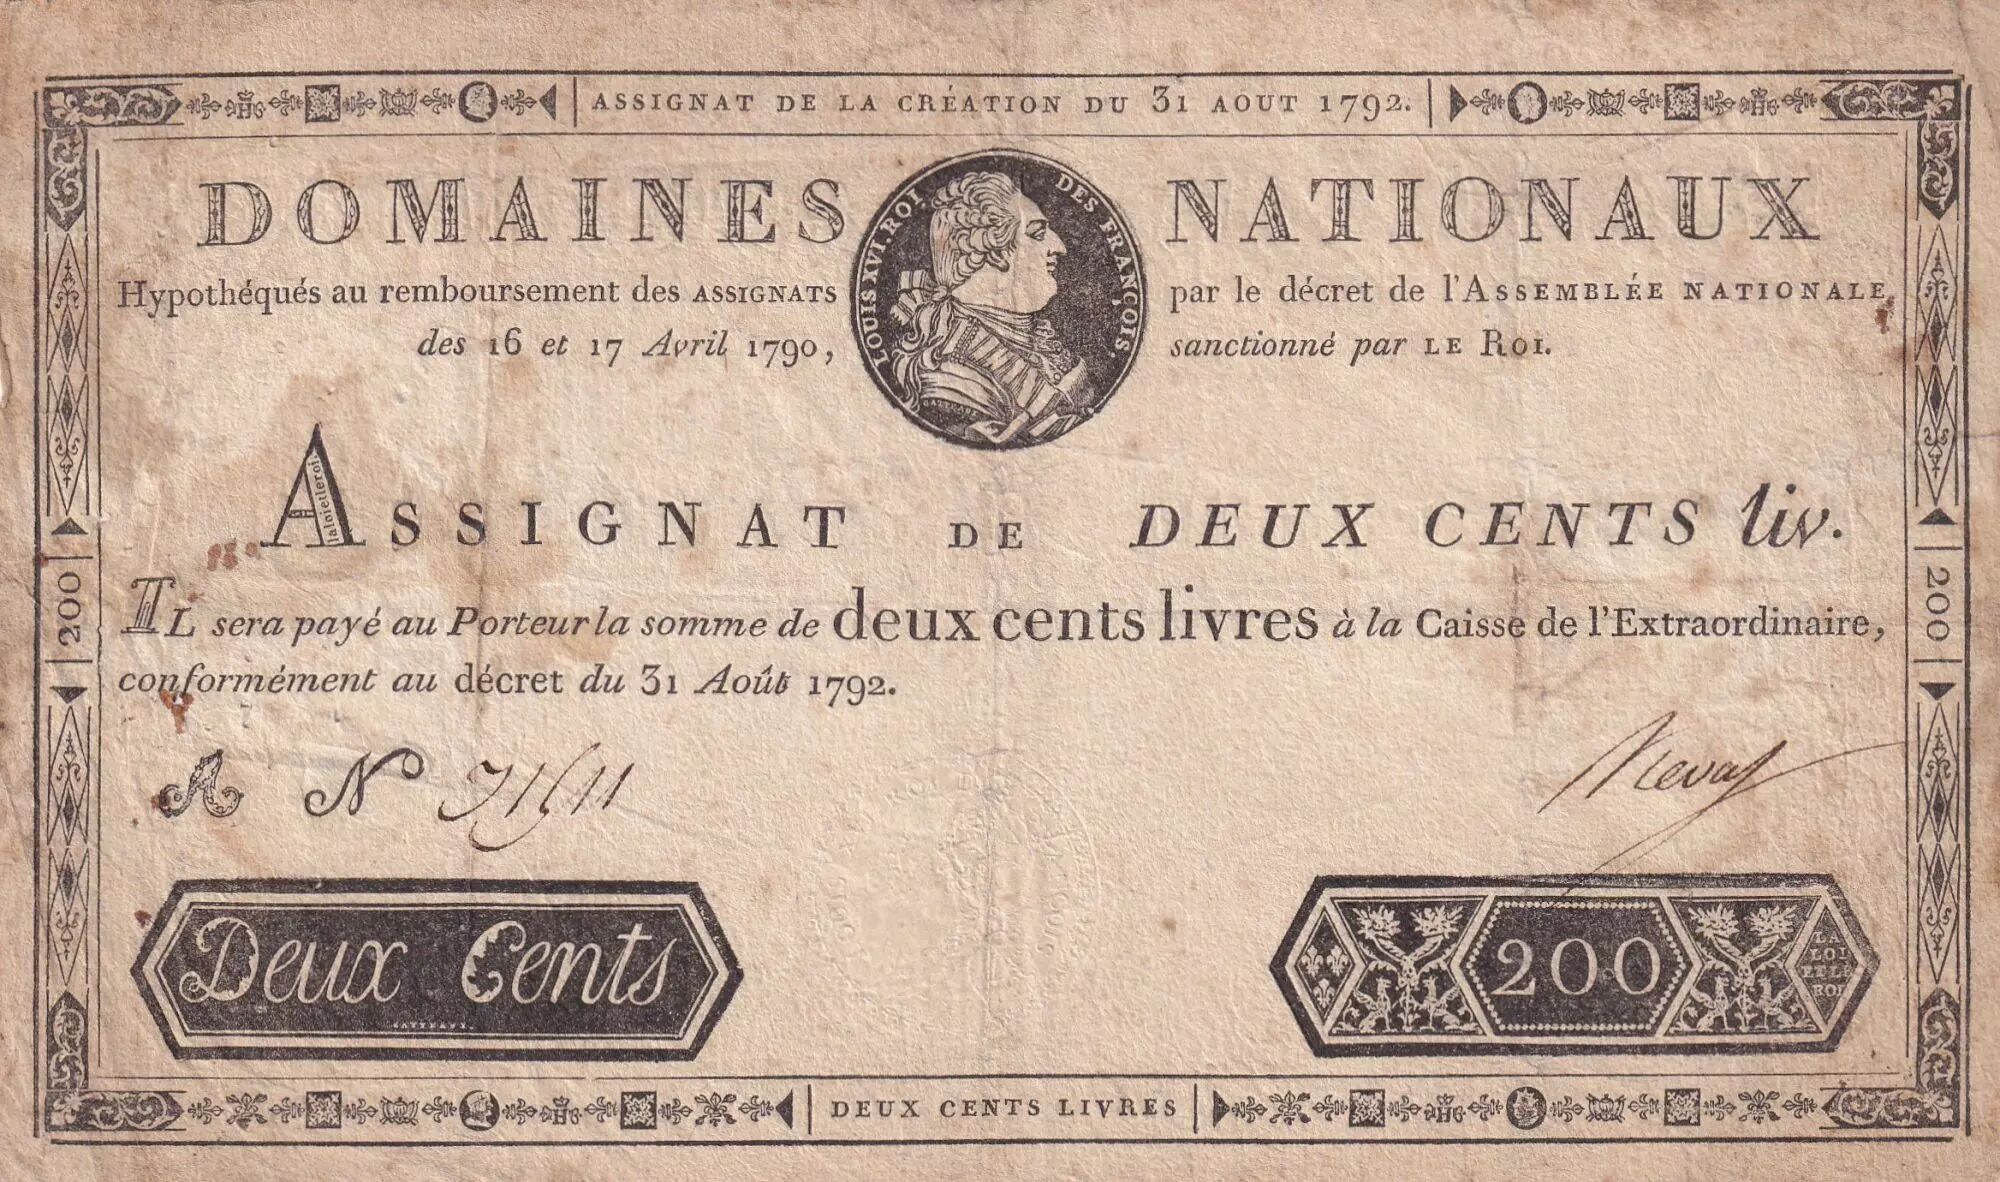 ASSIGNAT DE LA CRÉATION DU 31 AOUT 1792.
DOMAINES NATIONAUX
LOUIS XVI. ROI DES FRANÇOIS.
Hypothéqués au remboursement des ASSIGNATS par le décret de l'ASSEMBLÉE NATIONALE
des 16 et 17 Avril 1790, sanctionné par LE ROI.
GATTEAUX
laloietleroi.
ASSIGNAT DE DEUX CENTS liv.
200
200
IL sera payé au Porteur la somme de deux cents livres à la Caisse de l'Extraordinaire,
conformément au décret du 31 Août 1792.
A N
Deux Cents
GATTEAUX.
200
LA
LOI
ET LE
ROI
DEUX CENTS LIVRES